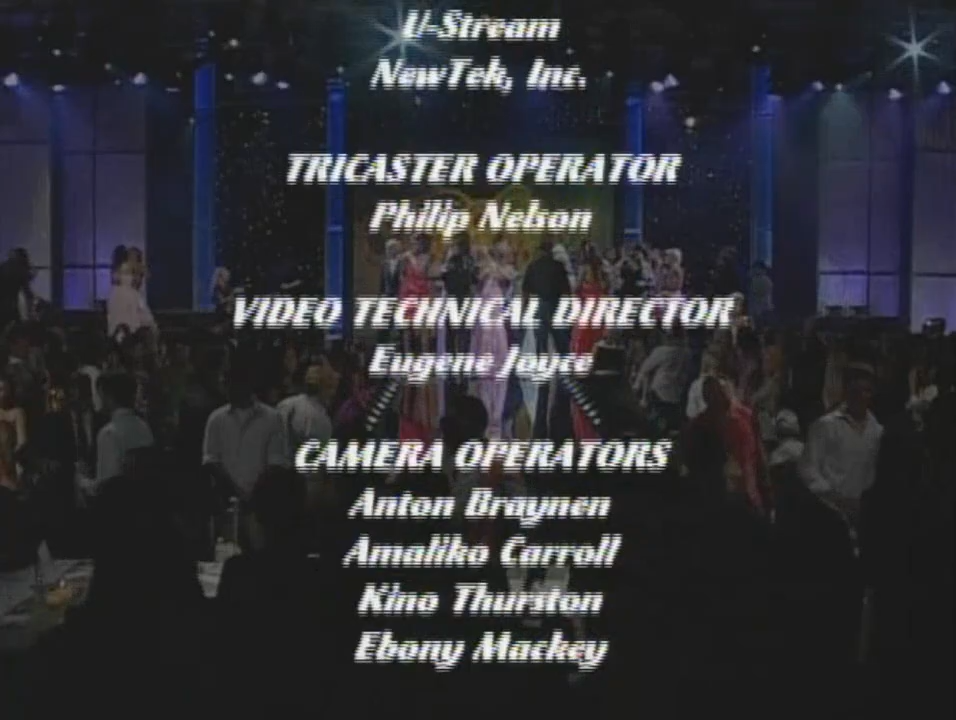 U-Stream
NewTek, Inc.
TRICASTER OPERATOR
Philip Nelson
VIDEO TECHNICAL DIRECTOR
Eugene Joyce
CAMERA OPERATORS
Anton Braynen
Amaliko Carroll
Kino Thurston
Ebony Mackey